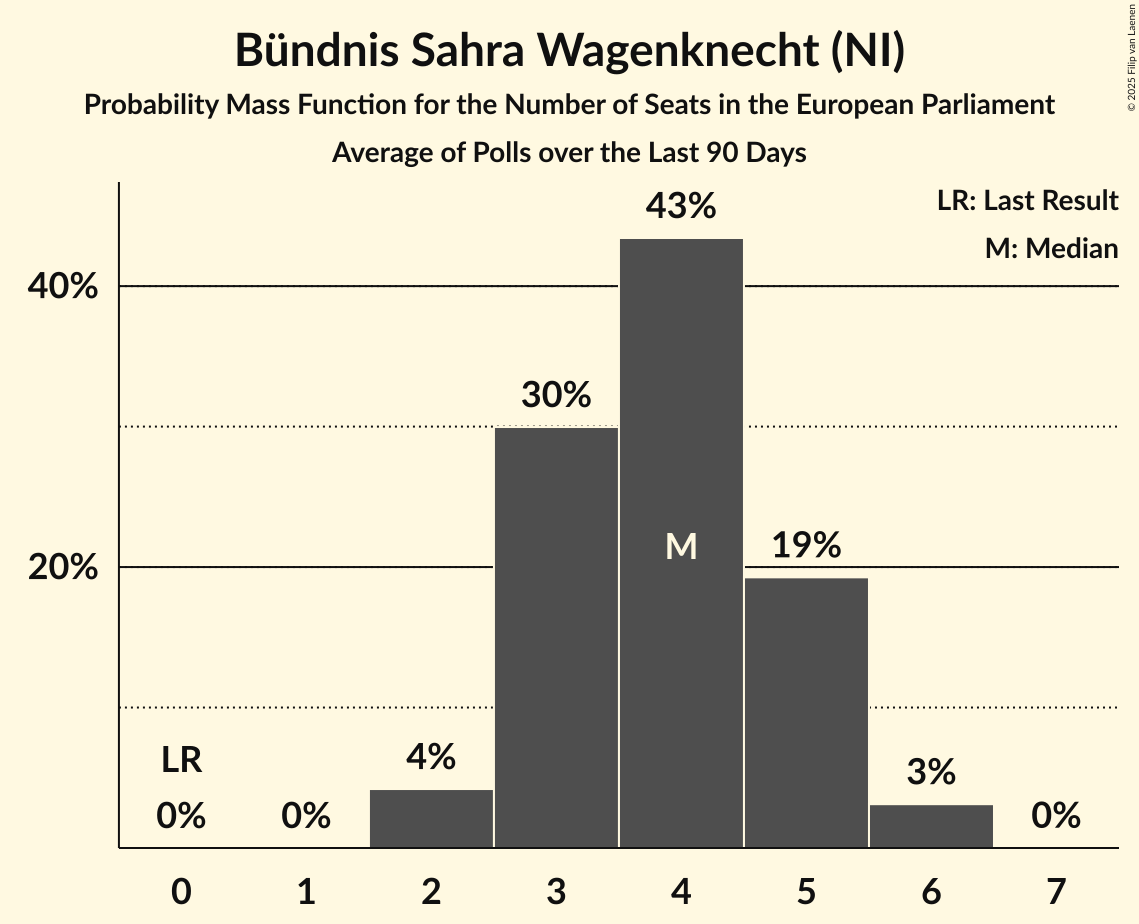 Bündnis Sahra Wagenknecht (NI)
Probability Mass Function for the Number of Seats in the European Parliament
Average of Polls over the Last 90 Days
© 2025 Filip van Laenen
LR: Last Result
M: Median
43%
40%
30%
M
19%
20%
LR
4%
3%
0%
0%
0%
0
1
2
3
4
5
6
7